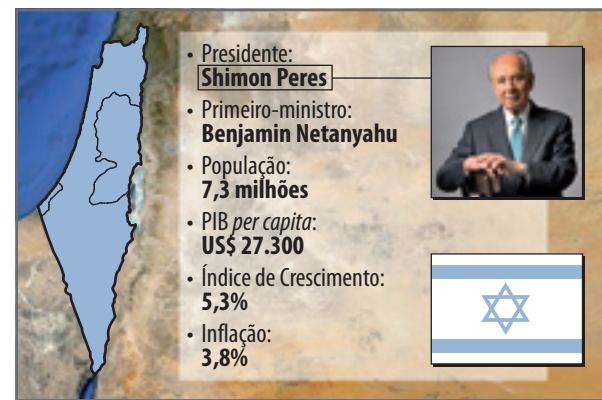 • Presidente:
Shimon Peres
• Primeiro-ministro:
Benjamin Netanyahu
• População:
7,3 milhões
• PIB per capita:
US$ 27.300
• Índice de Crescimento:
5,3%
• Inflação:
3,8%